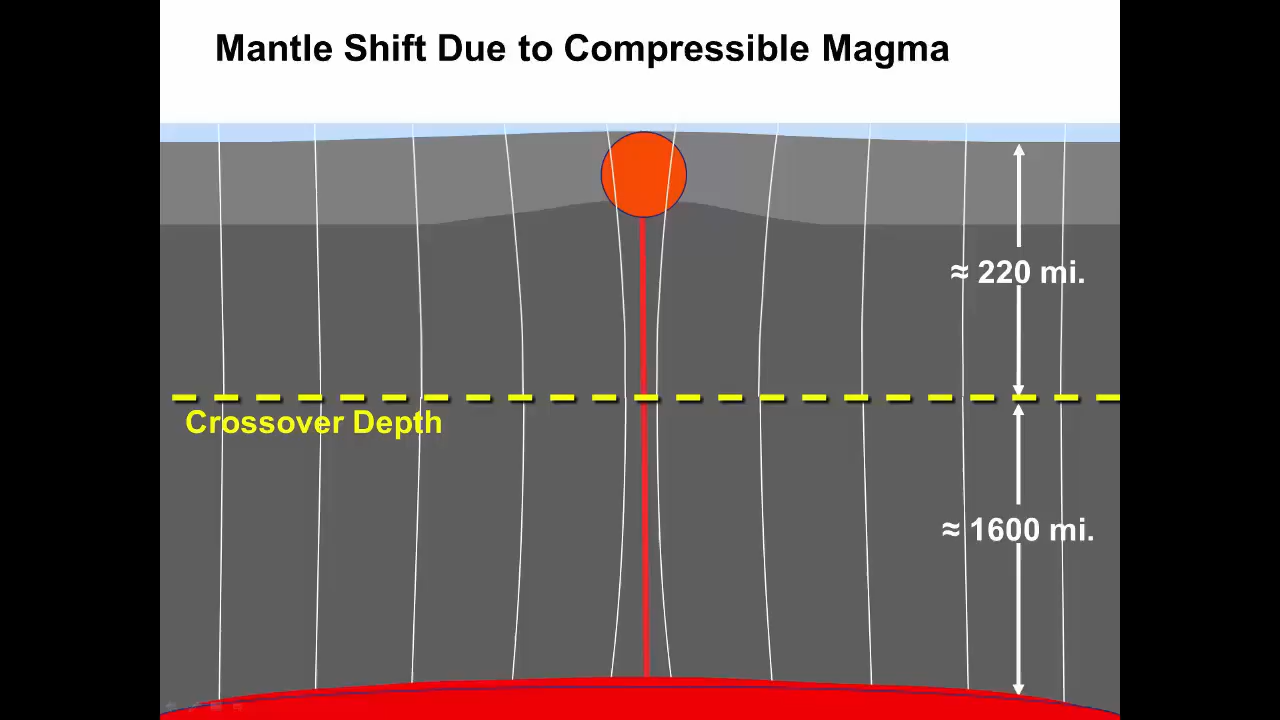 Mantle Shift Due to Compressible Magma
≈ 220 mi.
Crossover Depth
≈ 1600 mi.